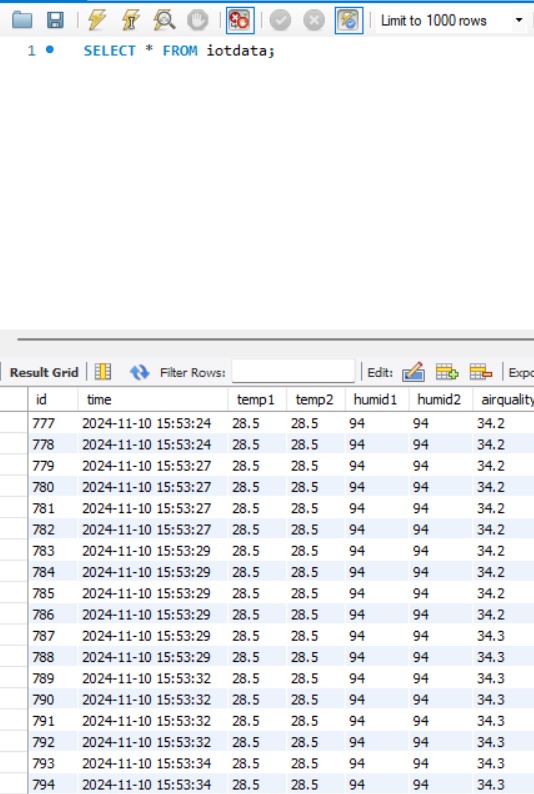 Limit to 1000 rows
1 SELECT * FROM iotdata;
Result Grid Filter Rows: Edit: Expo
id time temp1 temp2 humid1 humid2 airquality
777 2024-11-10 15:53:24 28.5 28.5 94 94 34.2
778 2024-11-10 15:53:24 28.5 28.5 94 94 34.2
779 2024-11-10 15:53:27 28.5 28.5 94 94 34.2
780 2024-11-10 15:53:27 28.5 28.5 94 94 34.2
781 2024-11-10 15:53:27 28.5 28.5 94 94 34.2
782 2024-11-10 15:53:27 28.5 28.5 94 94 34.2
783 2024-11-10 15:53:29 28.5 28.5 94 94 34.2
784 2024-11-10 15:53:29 28.5 28.5 94 94 34.2
785 2024-11-10 15:53:29 28.5 28.5 94 94 34.2
786 2024-11-10 15:53:29 28.5 28.5 94 94 34.2
787 2024-11-10 15:53:29 28.5 28.5 94 94 34.3
788 2024-11-10 15:53:29 28.5 28.5 94 94 34.3
789 2024-11-10 15:53:32 28.5 28.5 94 94 34.3
790 2024-11-10 15:53:32 28.5 28.5 94 94 34.3
791 2024-11-10 15:53:32 28.5 28.5 94 94 34.3
792 2024-11-10 15:53:32 28.5 28.5 94 94 34.3
793 2024-11-10 15:53:34 28.5 28.5 94 94 34.3
794 2024-11-10 15:53:34 28.5 28.5 94 94 34.3